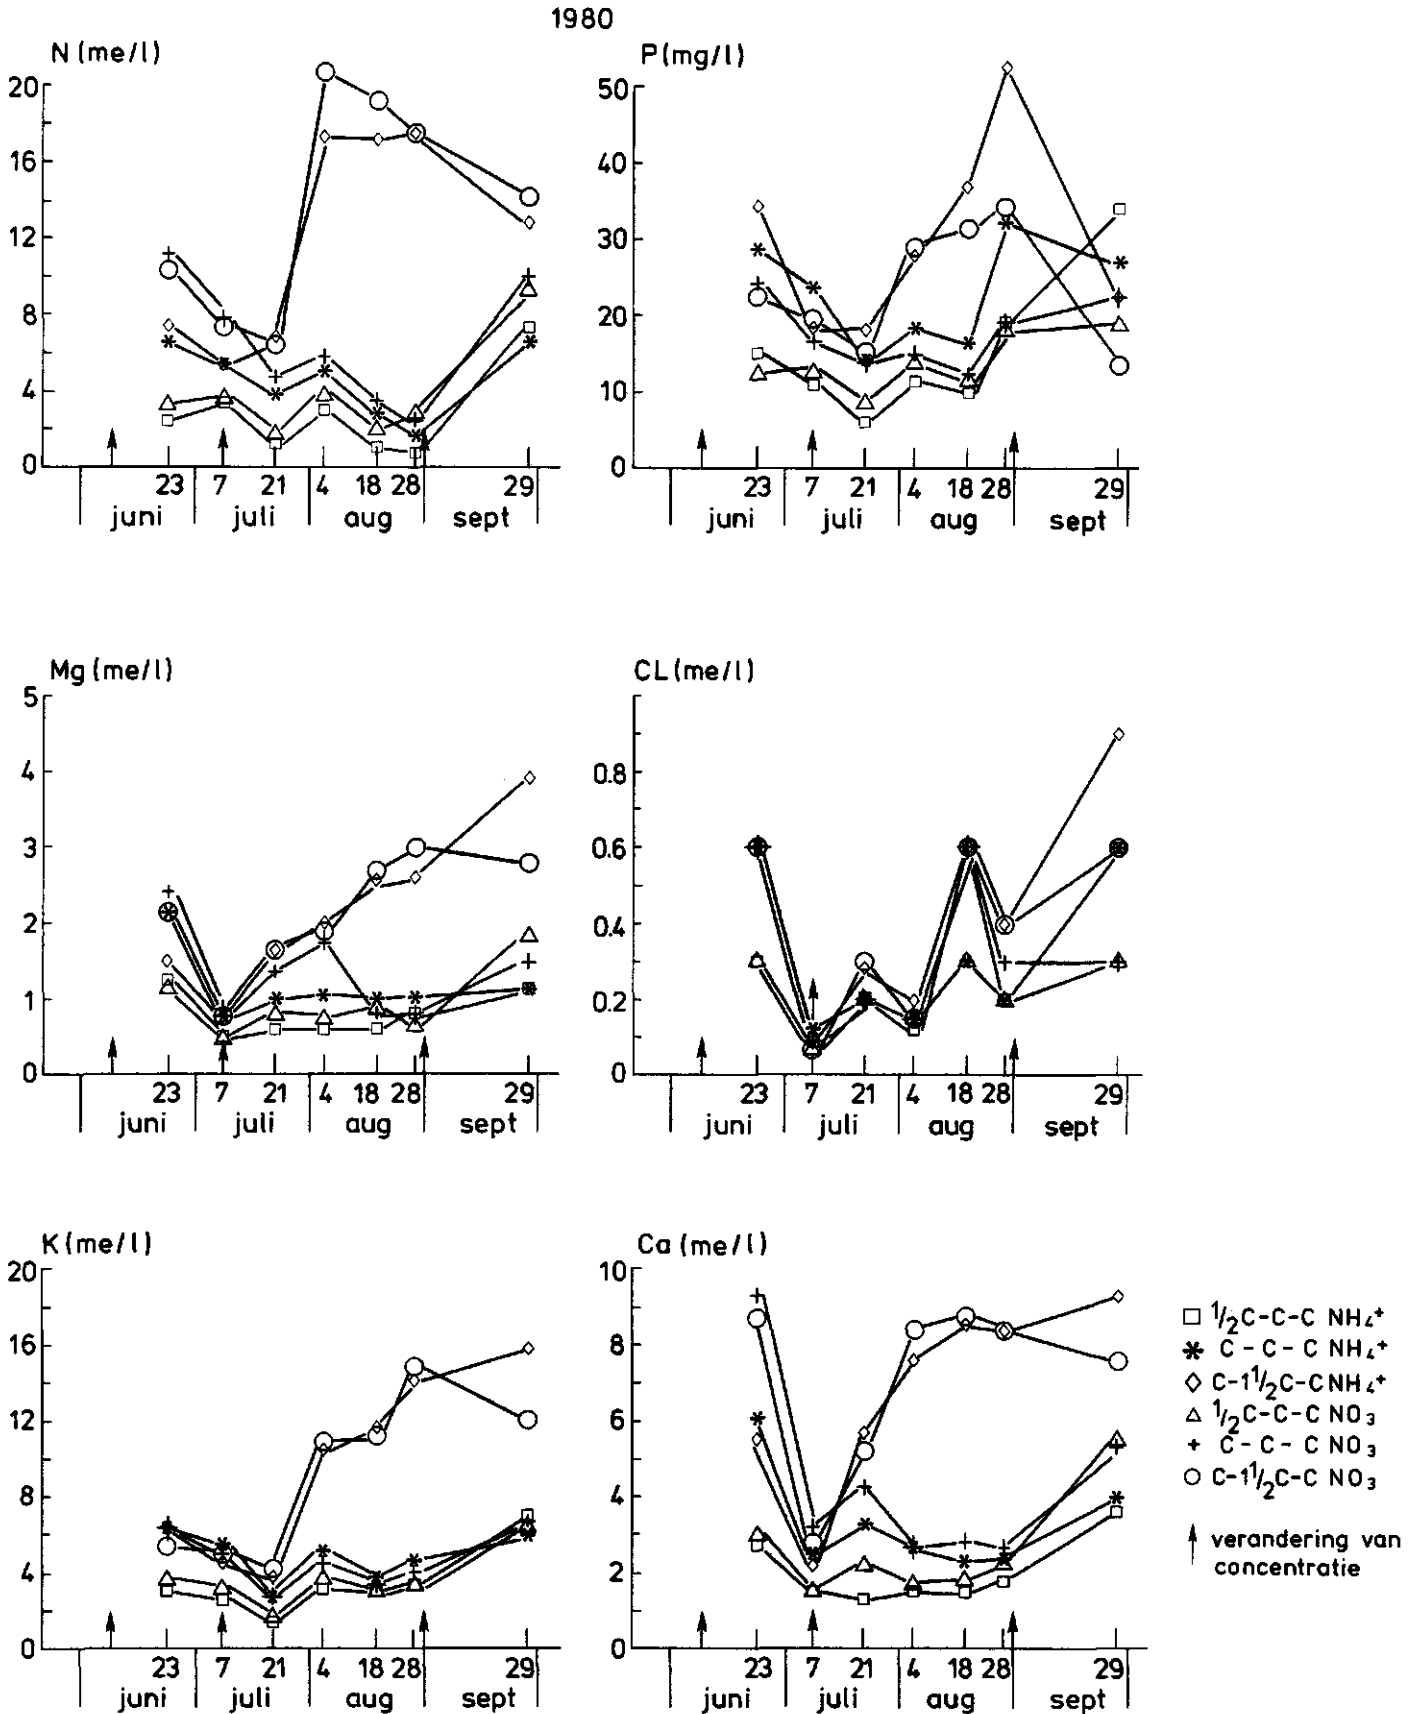 1980
N (me/l)
20
16
12
8
4
0
23 7 21 4 18 28 29
juni juli aug sept
P (mg/l)
50
40
30
20
10
0
23 7 21 4 18 28 29
juni juli aug sept
Mg (me/l)
5
4
3
2
1
0
23 7 21 4 18 28 29
juni juli aug sept
CL (me/l)
0.8
0.6
0.4
0.2
0
23 7 21 4 18 28 29
juni juli aug sept
K (me/l)
20
16
12
8
4
0
23 7 21 4 18 28 29
juni juli aug sept
Ca (me/l)
10
8
6
4
2
0
23 7 21 4 18 28 29
juni juli aug sept
1/2C-C-C NH4+
C-C-C NH4+
C-1 1/2C-C NH4+
1/2C-C-C NO3
C-C-C NO3
C-1 1/2C-C NO3
verandering van
concentratie